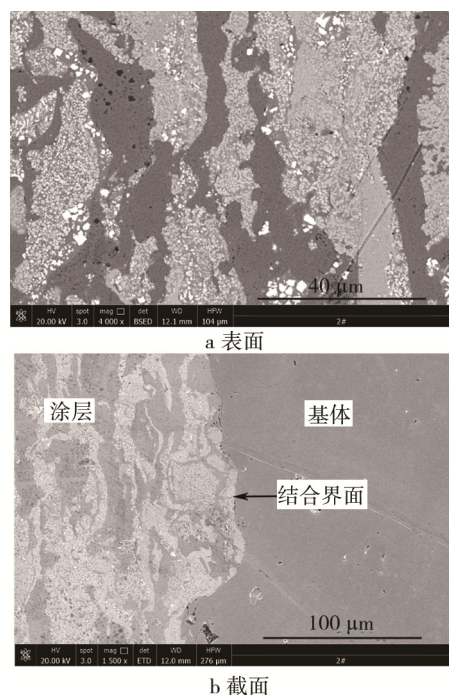 40 μm
HV spot mag □ det WD HFW
20.00 kV 3.0 4 000 x BSED 12.1 mm 104 μm 2#
a 表面
涂层 基体
结合界面
100 μm
HV spot mag □ det WD HFW
20.00 kV 3.0 1 500 x ETD 12.0 mm 276 μm 2#
b 截面